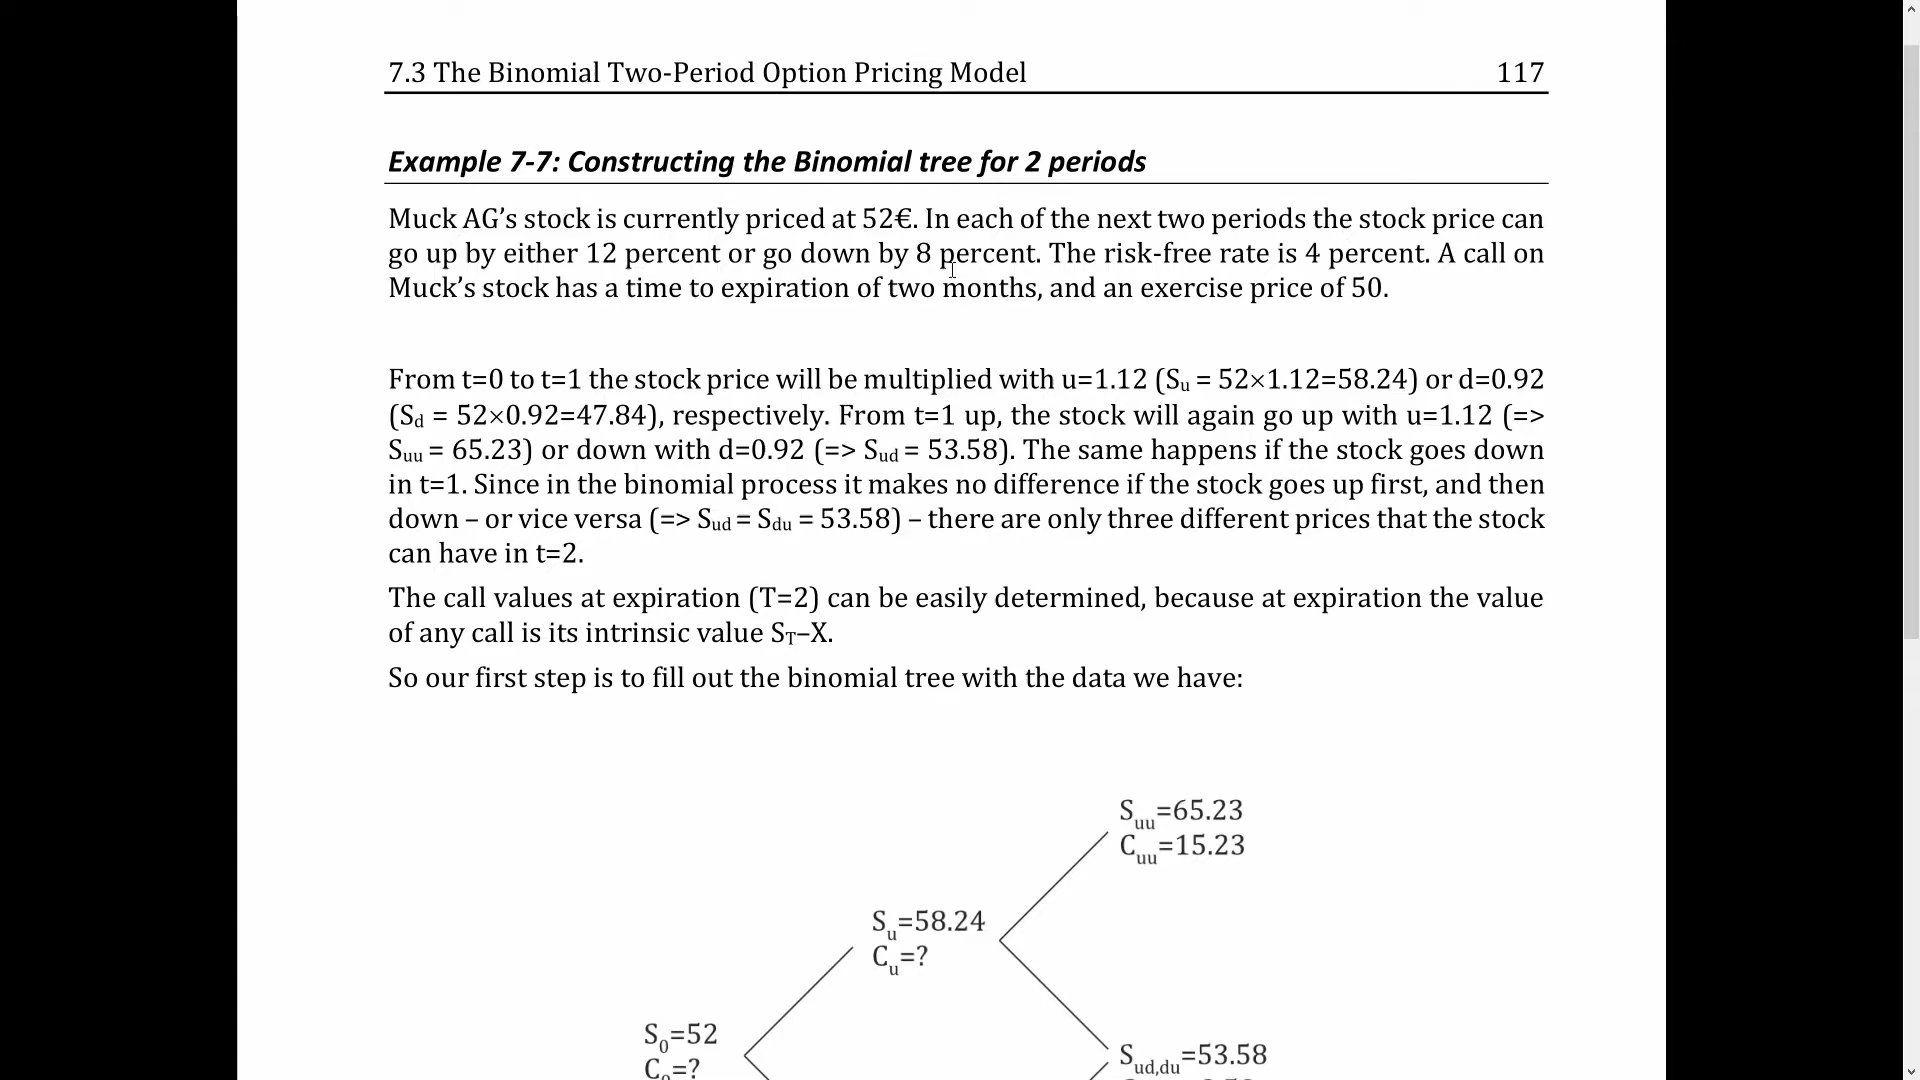 7.3 The Binomial Two-Period Option Pricing Model 117
Example 7-7: Constructing the Binomial tree for 2 periods
Muck AG’s stock is currently priced at 52€. In each of the next two periods the stock price can
go up by either 12 percent or go down by 8 percent. The risk-free rate is 4 percent. A call on
Muck’s stock has a time to expiration of two months, and an exercise price of 50.
From t=0 to t=1 the stock price will be multiplied with u=1.12 (Su = 52×1.12=58.24) or d=0.92
(Sd = 52×0.92=47.84), respectively. From t=1 up, the stock will again go up with u=1.12 (=>
Suu = 65.23) or down with d=0.92 (=> Sud = 53.58). The same happens if the stock goes down
in t=1. Since in the binomial process it makes no difference if the stock goes up first, and then
down – or vice versa (=> Sud = Sdu = 53.58) – there are only three different prices that the stock
can have in t=2.
The call values at expiration (T=2) can be easily determined, because at expiration the value
of any call is its intrinsic value ST–X.
So our first step is to fill out the binomial tree with the data we have:
Suu=65.23
Cuu=15.23
Su=58.24
Cu=?
S0=52
C0=?
Sud,du=53.58